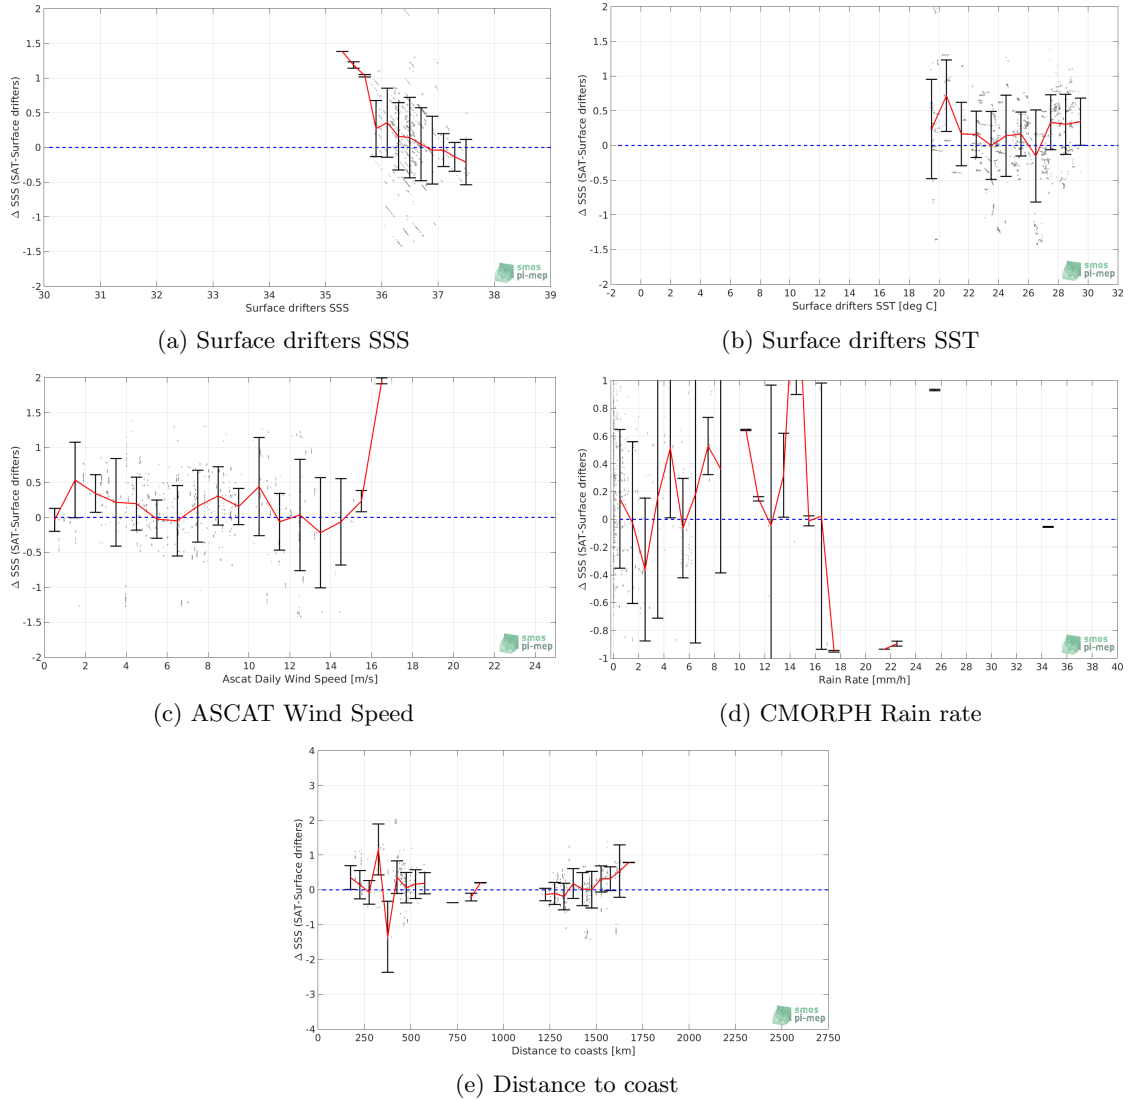 2
1.5
1
0.5
0
-0.5
-1
-1.5
-2
Δ SSS (SAT-Surface drifters)
30 31 32 33 34 35 36 37 38 39
Surface drifters SSS
smos
pi-mep
(a) Surface drifters SSS
2
1.5
1
0.5
0
-0.5
-1
-1.5
-2
Δ SSS (SAT-Surface drifters)
-2 0 2 4 6 8 10 12 14 16 18 20 22 24 26 28 30 32
Surface drifters SST [deg C]
smos
pi-mep
(b) Surface drifters SST
2
1.5
1
0.5
0
-0.5
-1
-1.5
-2
Δ SSS (SAT-Surface drifters)
0 2 4 6 8 10 12 14 16 18 20 22 24
Ascat Daily Wind Speed [m/s]
smos
pi-mep
(c) ASCAT Wind Speed
1
0.8
0.6
0.4
0.2
0
-0.2
-0.4
-0.6
-0.8
-1
Δ SSS (SAT-Surface drifters)
0 2 4 6 8 10 12 14 16 18 20 22 24 26 28 30 32 34 36 38 40
Rain Rate [mm/h]
smos
pi-mep
(d) CMORPH Rain rate
4
3
2
1
0
-1
-2
-3
-4
Δ SSS (SAT-Surface drifters)
0 250 500 750 1000 1250 1500 1750 2000 2250 2500 2750
Distance to coasts [km]
smos
pi-mep
(e) Distance to coast